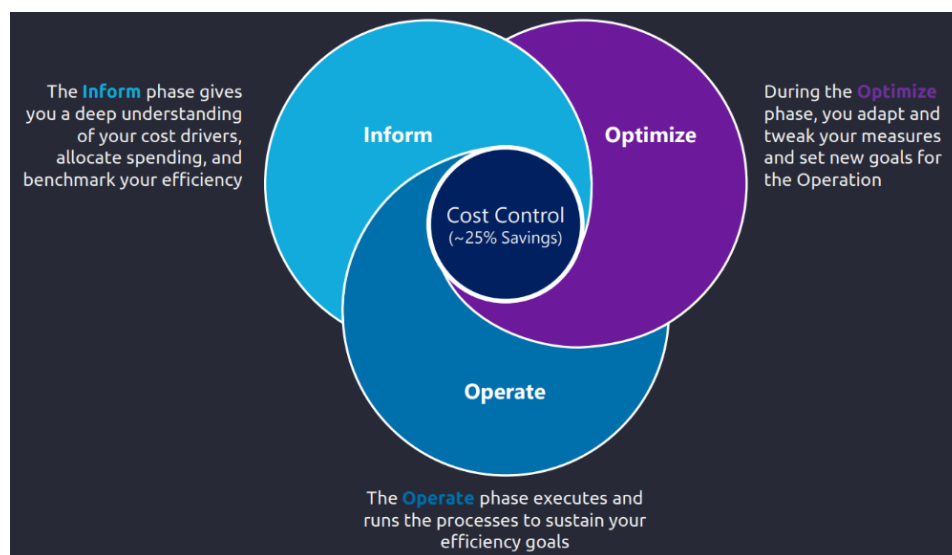 The Inform phase gives
you a deep understanding
of your cost drivers,
allocate spending, and
benchmark your efficiency
Inform
Optimize
During the Optimize
phase, you adapt and
tweak your measures
and set new goals for
the Operation
Cost Control
(~25% Savings)
Operate
The Operate phase executes and
runs the processes to sustain your
efficiency goals